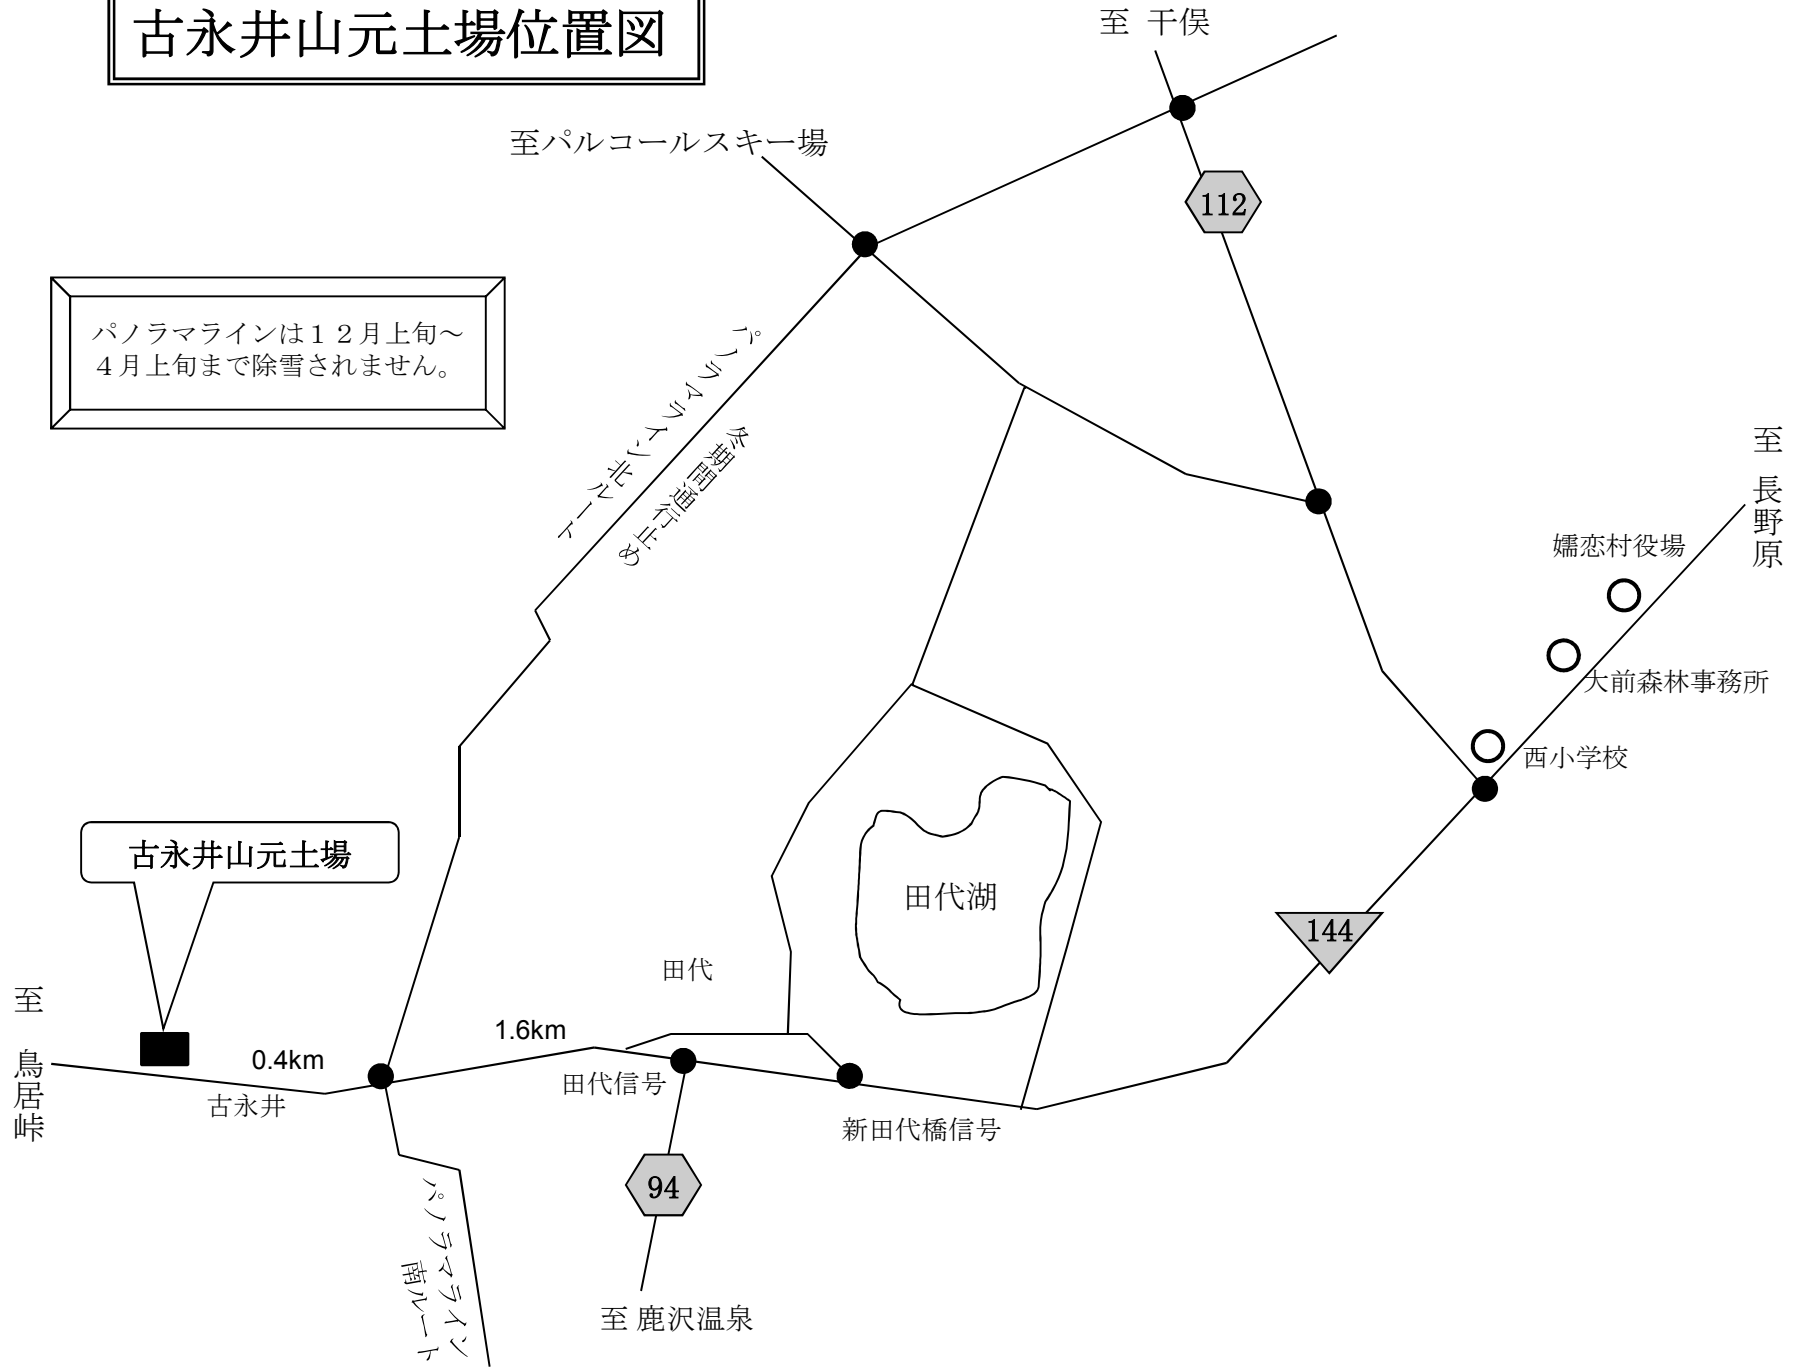 古永井山元土場位置図
至 干俣
至パルコールスキー場
112
パノラマラインは１２月上旬～
４月上旬まで除雪されません。
パノラマライン北ルート
冬期間通行止め
至 長野原
嬬恋村役場
大前森林事務所
西小学校
古永井山元土場
田代湖
144
田代
至 鳥居峠
0.4km
1.6km
古永井
田代信号
新田代橋信号
94
パノラマライン
南ルート
至 鹿沢温泉